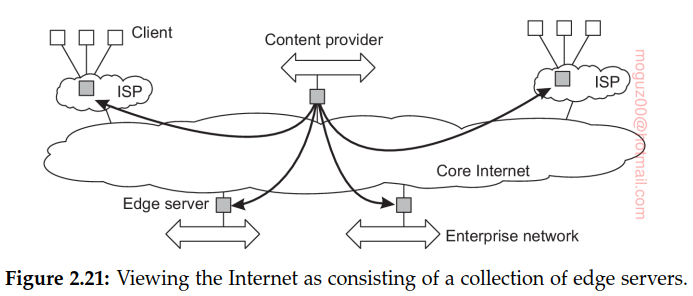 Client
Content provider
ISP
ISP
Core Internet
Edge server
Enterprise network
Figure 2.21: Viewing the Internet as consisting of a collection of edge servers.
moguz00@hotmail.com